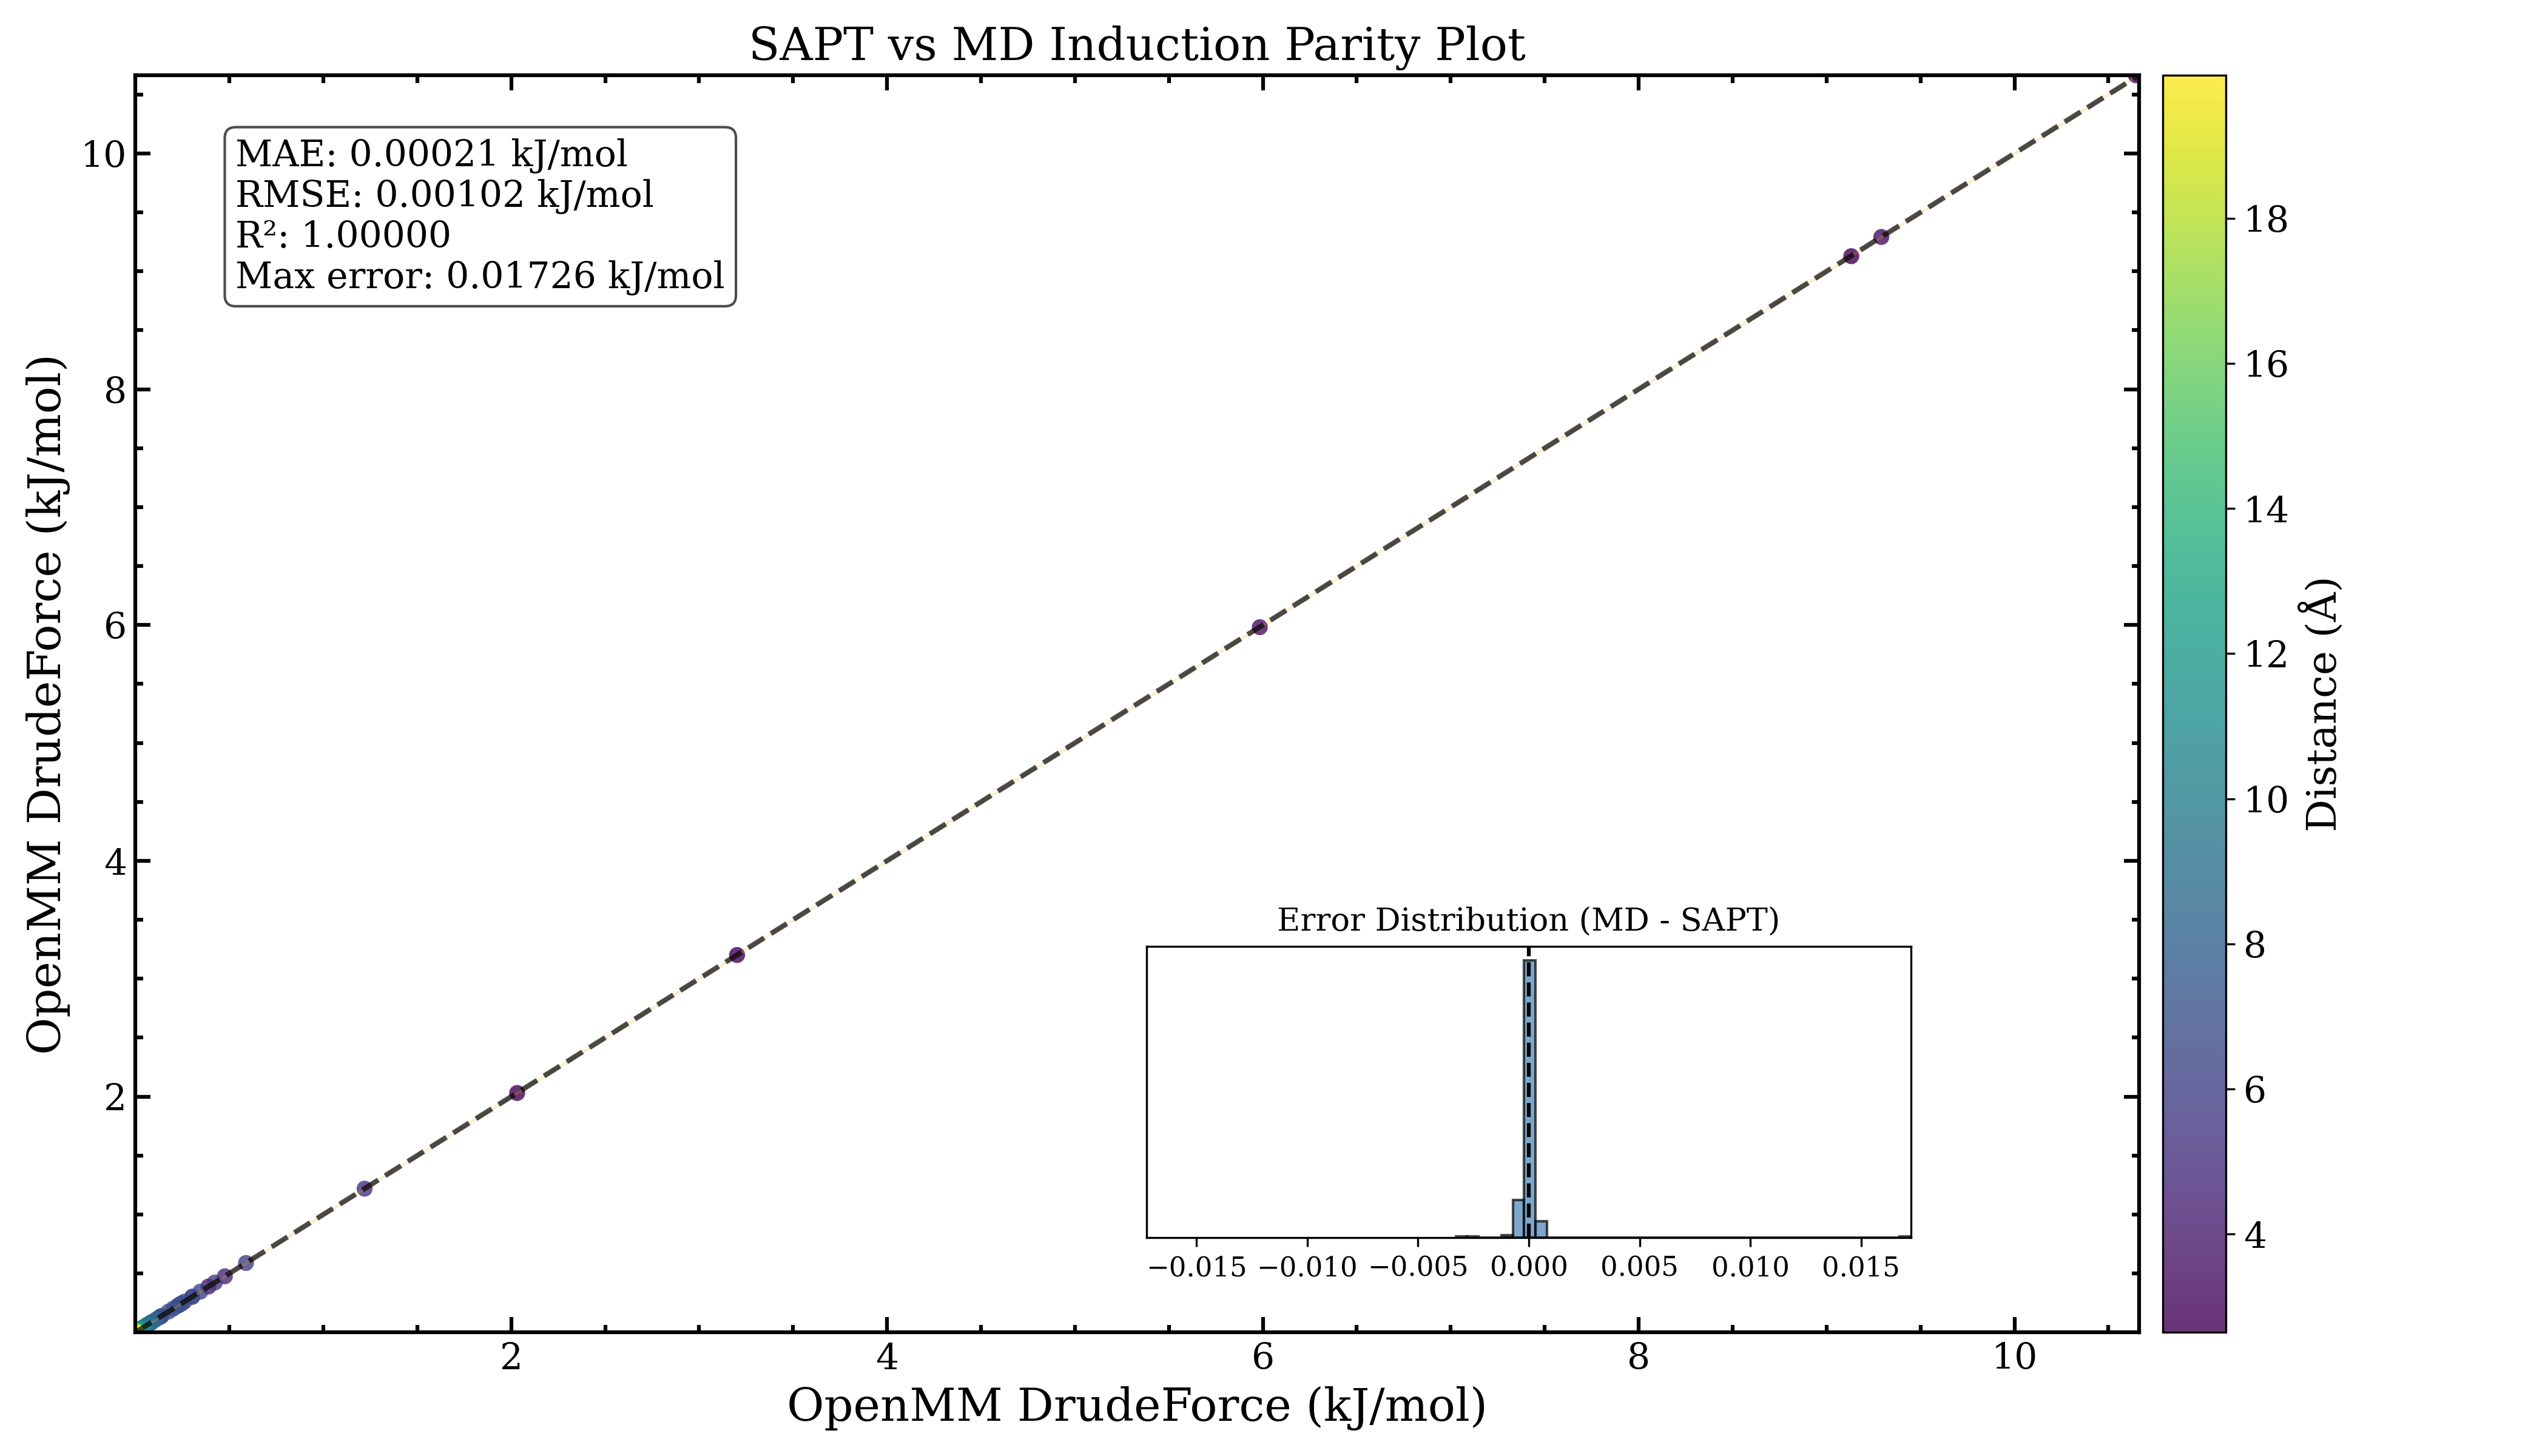 SAPT vs MD Induction Parity Plot
MAE: 0.00021 kJ/mol
RMSE: 0.00102 kJ/mol
R²: 1.00000
Max error: 0.01726 kJ/mol
OpenMM DrudeForce (kJ/mol)
10
8
6
4
2
Error Distribution (MD - SAPT)
−0.015 −0.010 −0.005 0.000 0.005 0.010 0.015
2 4 6 8 10
OpenMM DrudeForce (kJ/mol)
18
16
14
12
10
8
6
4
Distance (Å)